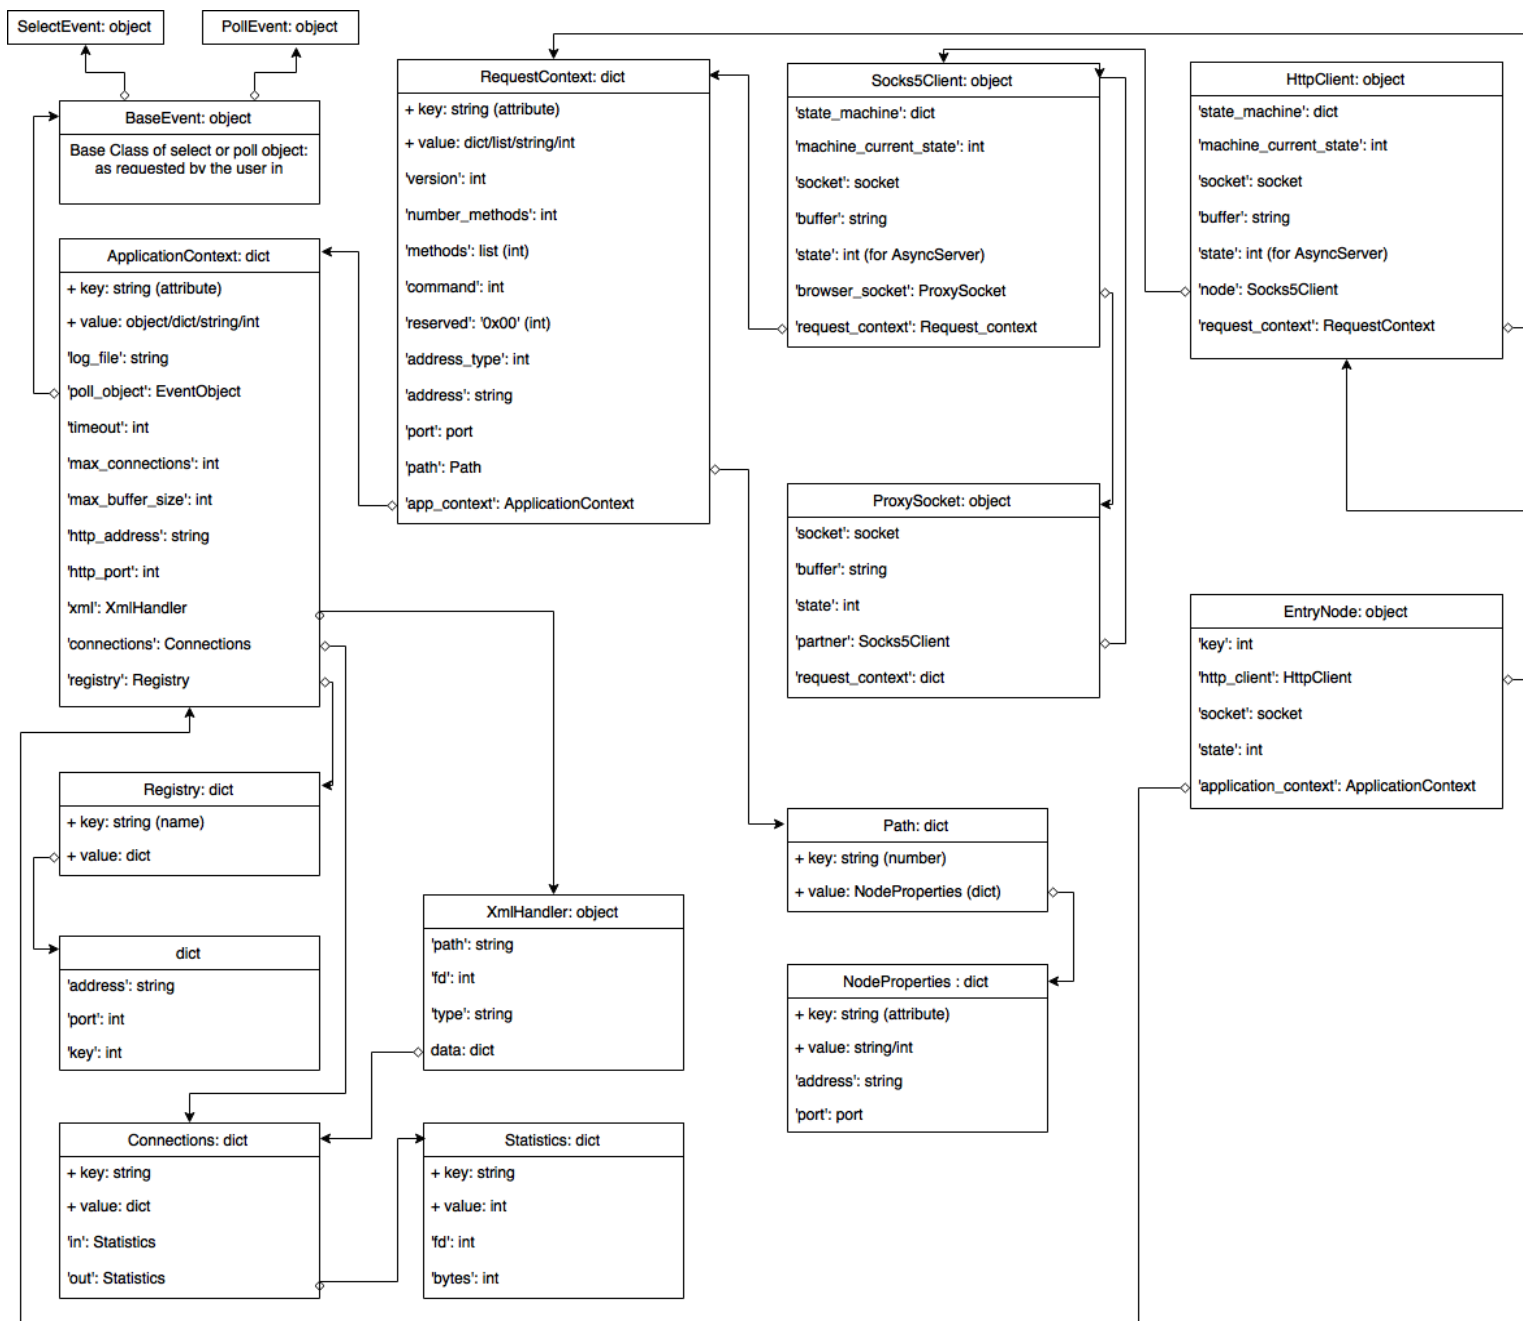 SelectEvent: object
PollEvent: object
BaseEvent: object
Base Class of select or poll object:
as requested by the user in
ApplicationContext: dict
+ key: string (attribute)
+ value: object/dict/string/int
'log_file': string
'poll_object': EventObject
'timeout': int
'max_connections': int
'max_buffer_size': int
'http_address': string
'http_port': int
'xml': XmlHandler
'connections': Connections
'registry': Registry
Registry: dict
+ key: string (name)
+ value: dict
dict
'address': string
'port': int
'key': int
Connections: dict
+ key: string
+ value: dict
'in': Statistics
'out': Statistics
RequestContext: dict
+ key: string (attribute)
+ value: dict/list/string/int
'version': int
'number_methods': int
'methods': list (int)
'command': int
'reserved': '0x00' (int)
'address_type': int
'address': string
'port': port
'path': Path
'app_context': ApplicationContext
XmlHandler: object
'path': string
'fd': int
'type': string
data: dict
Statistics: dict
+ key: string
+ value: int
'fd': int
'bytes': int
Socks5Client: object
'state_machine': dict
'machine_current_state': int
'socket': socket
'buffer': string
'state': int (for AsyncServer)
'browser_socket': ProxySocket
'request_context': Request_context
ProxySocket: object
'socket': socket
'buffer': string
'state': int
'partner': Socks5Client
'request_context': dict
Path: dict
+ key: string (number)
+ value: NodeProperties (dict)
NodeProperties : dict
+ key: string (attribute)
+ value: string/int
'address': string
'port': port
HttpClient: object
'state_machine': dict
'machine_current_state': int
'socket': socket
'buffer': string
'state': int (for AsyncServer)
'node': Socks5Client
'request_context': RequestContext
EntryNode: object
'key': int
'http_client': HttpClient
'socket': socket
'state': int
'application_context': ApplicationContext